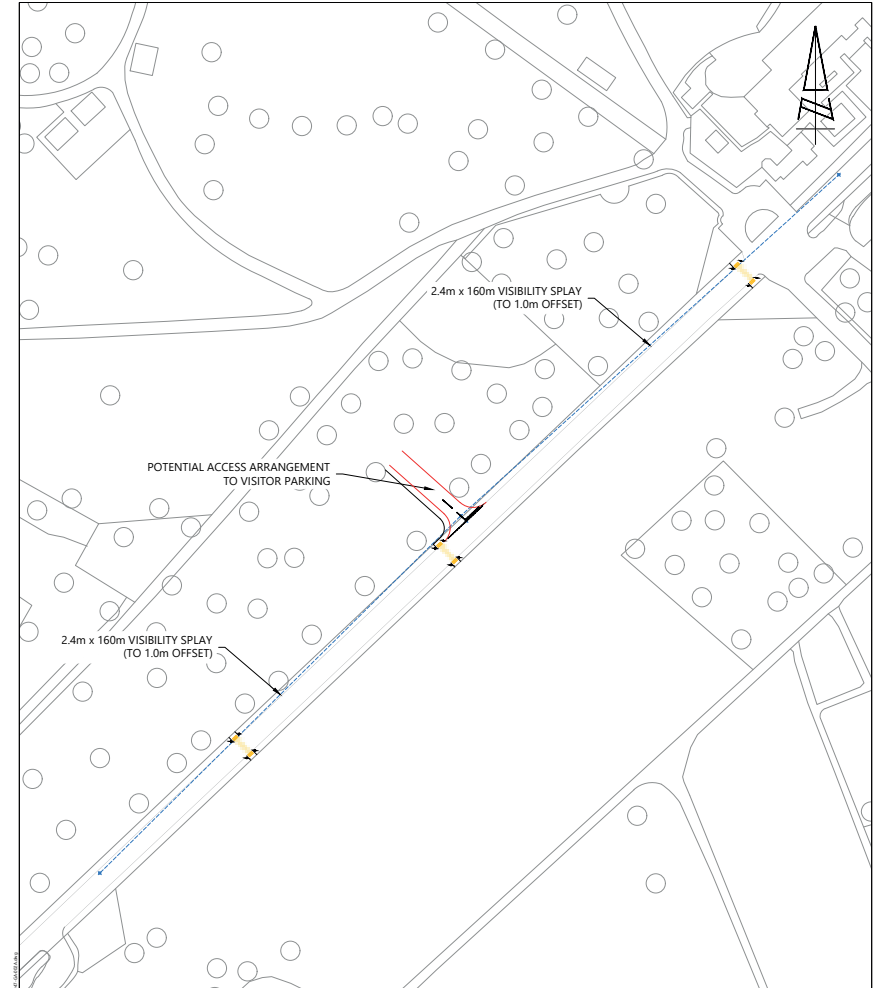 2.4m x 160m VISIBILITY SPLAY
(TO 1.0m OFFSET)
POTENTIAL ACCESS ARRANGEMENT
TO VISITOR PARKING
2.4m x 160m VISIBILITY SPLAY
(TO 1.0m OFFSET)